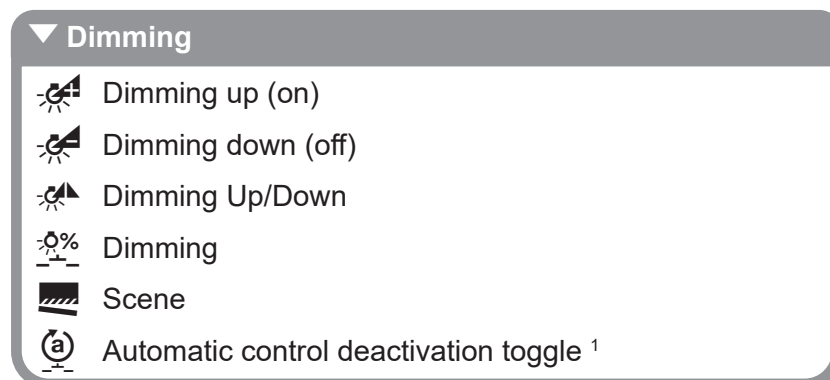 ▼ Dimming
Dimming up (on)
Dimming down (off)
Dimming Up/Down
% Dimming
Scene
a Automatic control deactivation toggle ¹